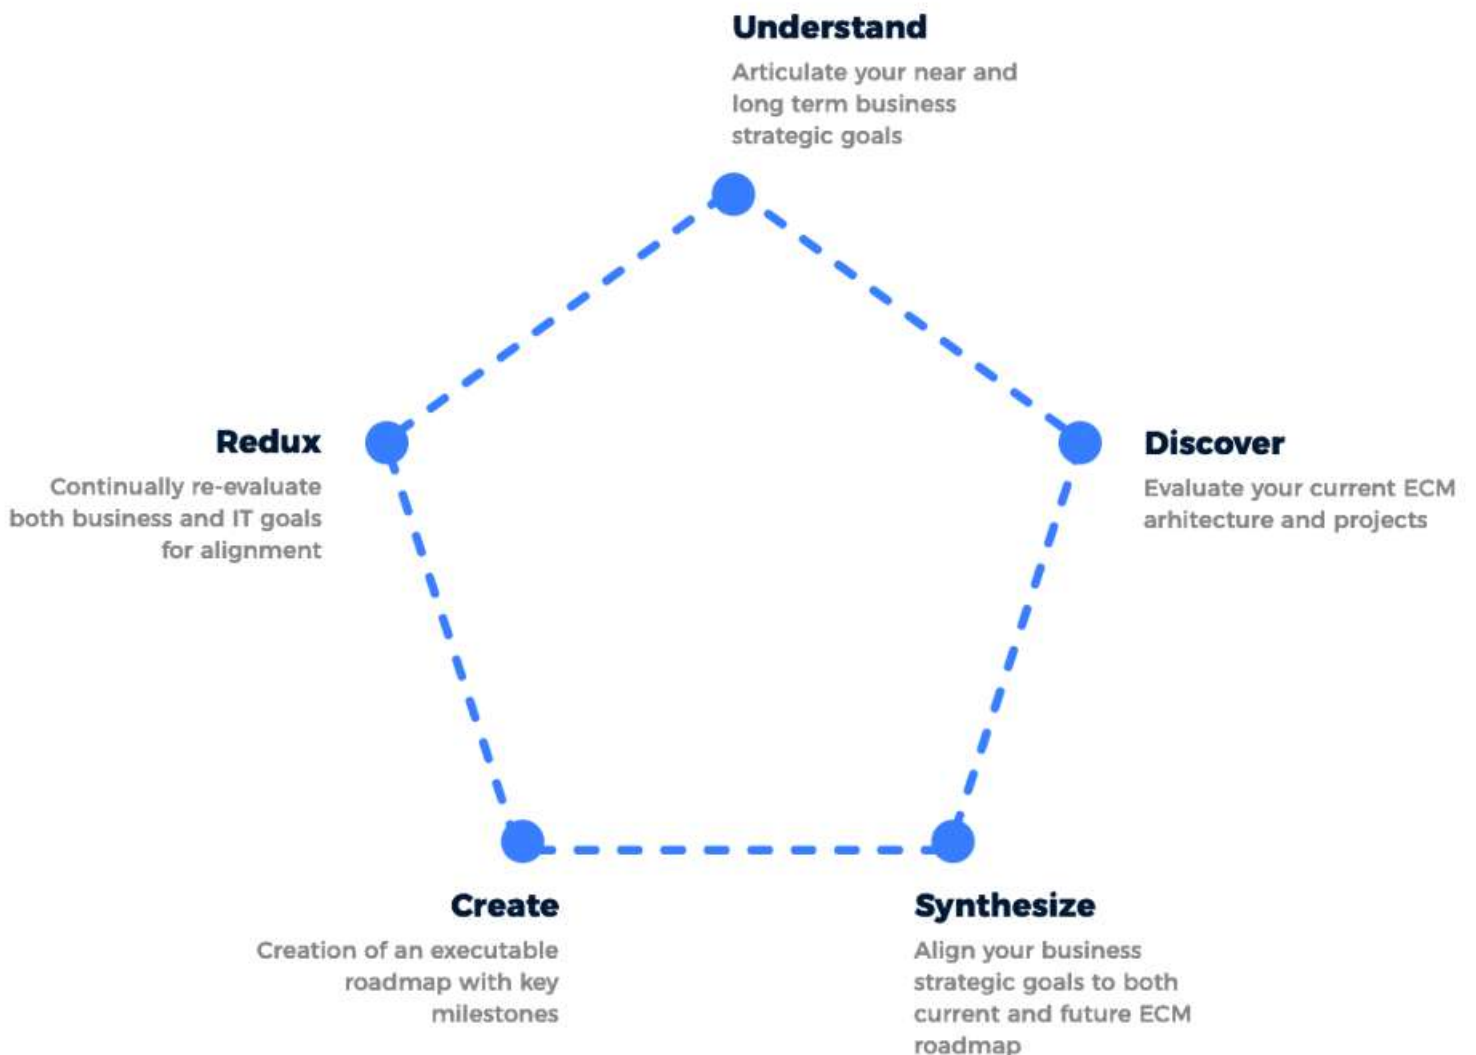 Understand
Articulate your near and
long term business
strategic goals
Redux
Continually re-evaluate
both business and IT goals
for alignment
Discover
Evaluate your current ECM
arhitecture and projects
Create
Creation of an executable
roadmap with key
milestones
Synthesize
Align your business
strategic goals to both
current and future ECM
roadmap